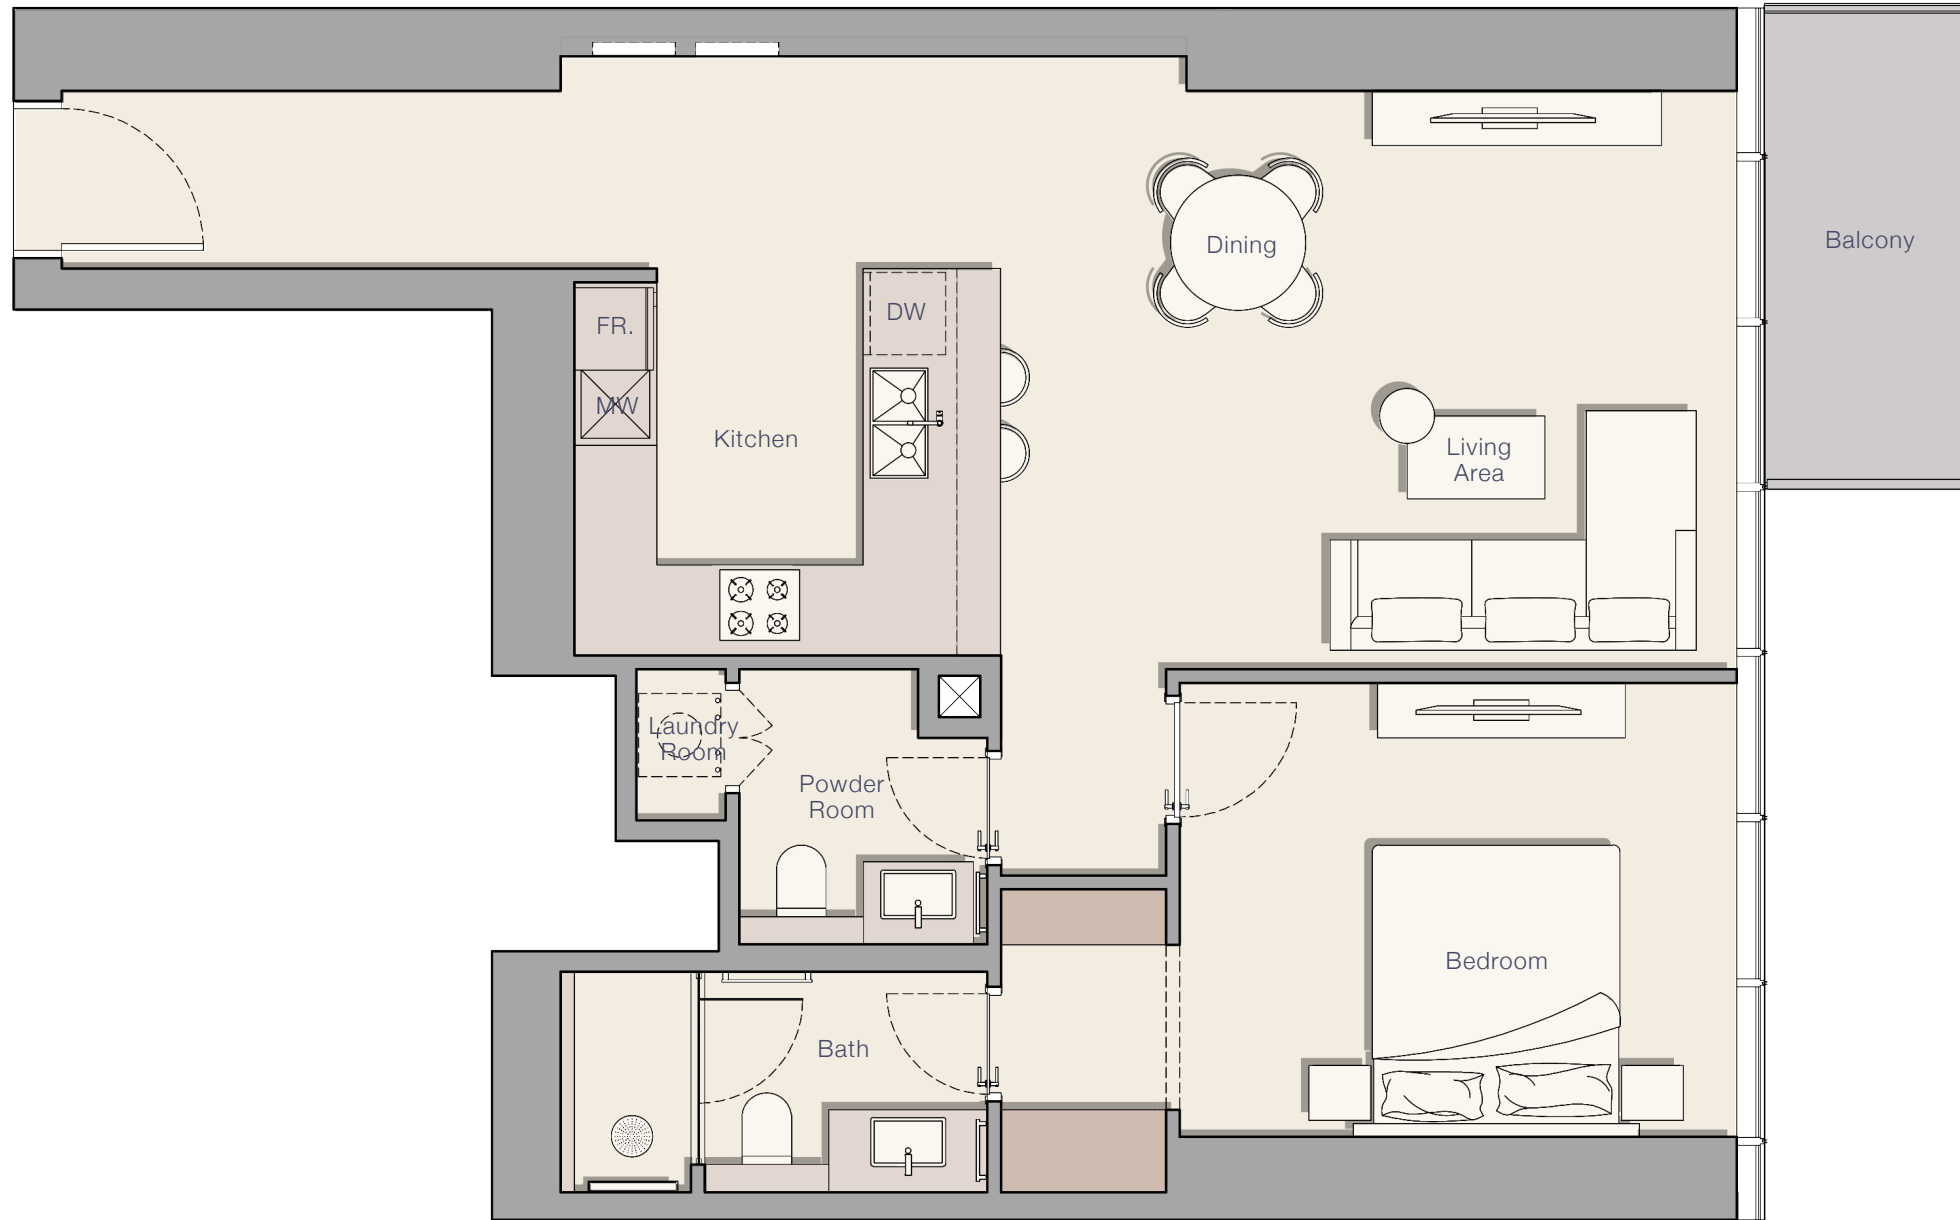 Balcony
Dining
FR.
DW
MW
Kitchen
Living
Area
Laundry
Room
Powder
Room
Bedroom
Bath